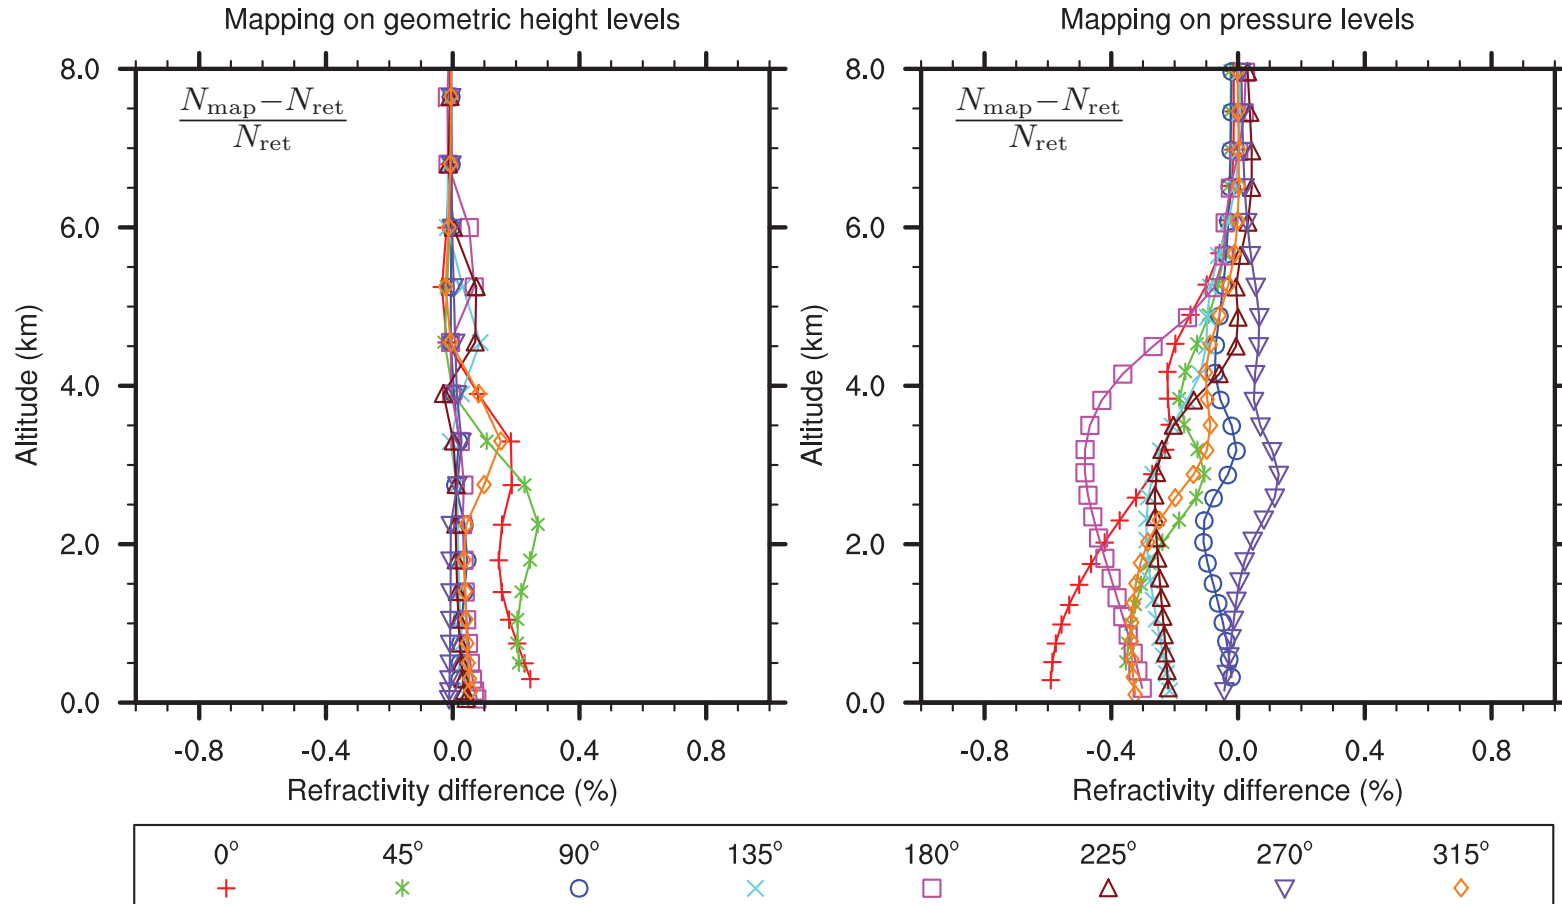 Mapping on geometric height levels
8.0
6.0
4.0
2.0
0.0
Altitude (km)
N_map−N_ret
N_ret
-0.8 -0.4 0.0 0.4 0.8
Refractivity difference (%)
Mapping on pressure levels
8.0
6.0
4.0
2.0
0.0
Altitude (km)
N_map−N_ret
N_ret
-0.8 -0.4 0.0 0.4 0.8
Refractivity difference (%)
0° 45° 90° 135° 180° 225° 270° 315°